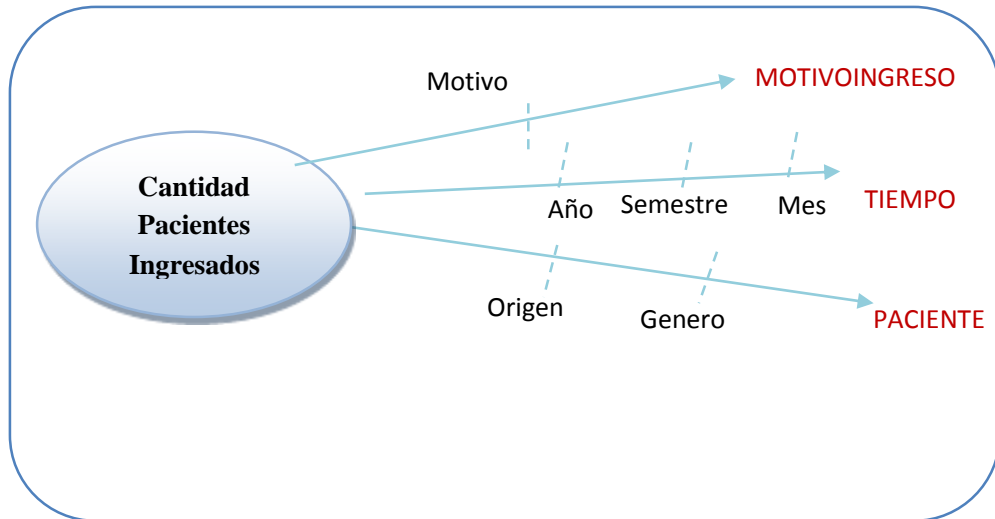 Motivo
MOTIVOINGRESO
Cantidad
Pacientes
Ingresados
Año
Semestre
Mes
TIEMPO
Origen
Genero
PACIENTE